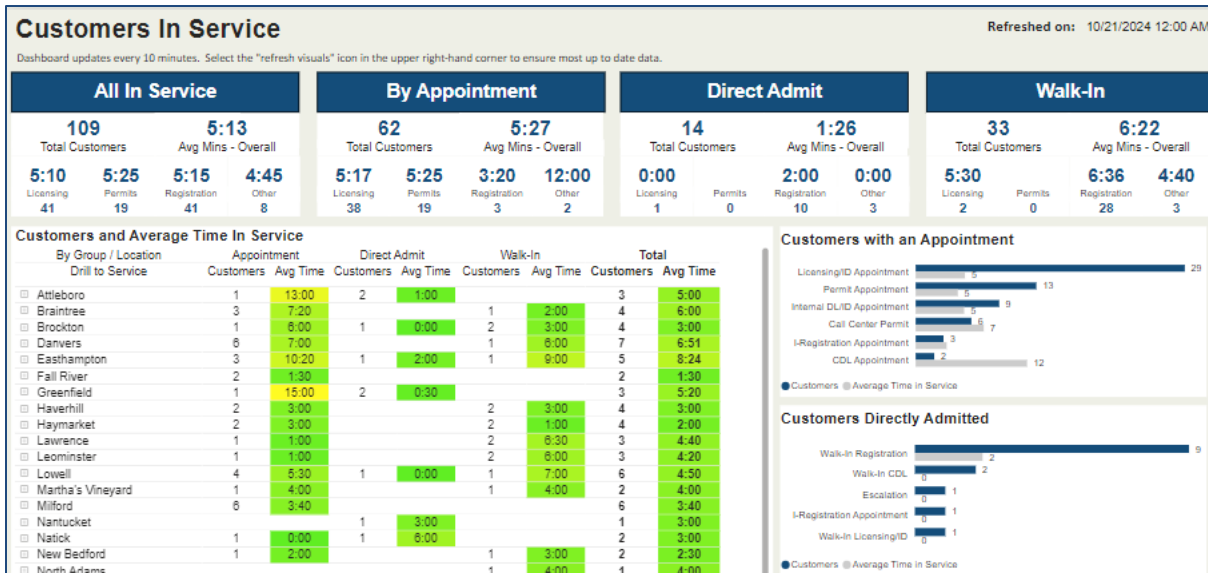 Customers In Service
Refreshed on: 10/21/2024 12:00 AM
Dashboard updates every 10 minutes. Select the "refresh visuals" icon in the upper right-hand corner to ensure most up to date data.
All In Service By Appointment Direct Admit Walk-In
109 5:13 62 5:27 14 1:26 33 6:22
Total Customers Avg Mins - Overall Total Customers Avg Mins - Overall Total Customers Avg Mins - Overall Total Customers Avg Mins - Overall
5:10 5:25 5:15 4:45 5:17 5:25 3:20 12:00 0:00 2:00 0:00 5:30 6:36 4:40
Licensing Permits Registration Other Licensing Permits Registration Other Licensing Permits Registration Other Licensing Permits Registration Other
41 19 41 8 38 19 3 2 1 0 10 3 2 0 28 3
Customers and Average Time In Service
By Group / Location Appointment Direct Admit Walk-In Total
Drill to Service Customers Avg Time Customers Avg Time Customers Avg Time Customers Avg Time
Attleboro 1 13:00 2 1:00 3 5:00
Braintree 3 7:20 1 2:00 4 6:00
Brockton 1 6:00 1 0:00 2 3:00 4 3:00
Danvers 6 7:00 1 6:00 7 6:51
Easthampton 3 10:20 1 2:00 1 9:00 5 8:24
Fall River 2 1:30 2 1:30
Greenfield 1 15:00 2 0:30 3 5:20
Haverhill 2 3:00 2 3:00 4 3:00
Haymarket 2 3:00 2 1:00 4 2:00
Lawrence 1 1:00 2 6:30 3 4:40
Leominster 1 1:00 2 6:00 3 4:20
Lowell 4 5:30 1 0:00 1 7:00 6 4:50
Martha's Vineyard 1 4:00 1 4:00 2 4:00
Milford 6 3:40 6 3:40
Nantucket 1 3:00 1 3:00
Natick 1 0:00 1 6:00 2 3:00
New Bedford 1 2:00 1 3:00 2 2:30
North Adams 1 4:00 1 4:00
Customers with an Appointment
Licensing/ID Appointment 29 5
Permit Appointment 13 5
Internal DL/ID Appointment 9 5
Call Center Permit 6 7
I-Registration Appointment 3
CDL Appointment 2 12
Customers Average Time in Service
Customers Directly Admitted
Walk-In Registration 9 2
Walk-In CDL 2 0
Escalation 1 0
I-Registration Appointment 1 0
Walk-In Licensing/ID 1 0
Customers Average Time in Service